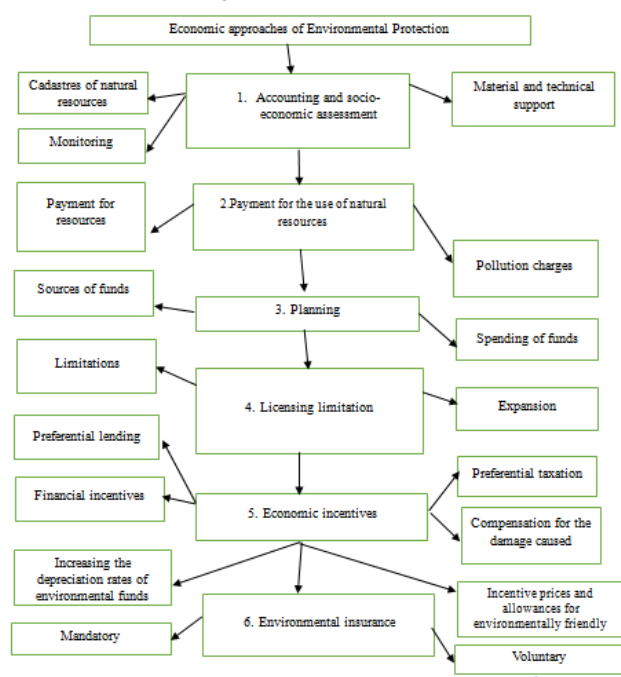 Economic approaches of Environmental Protection
Cadastres of natural
resources
1. Accounting and socio-
economic assessment
Material and technical
support
Monitoring
Payment for
resources
2.Payment for the use of natural
resources
Pollution charges
Sources of funds
3. Planning
Spending of funds
Limitations
4. Licensing limitation
Expansion
Preferential lending
Preferential taxation
Financial incentives
5. Economic incentives
Compensation for the
damage caused
Increasing the
depreciation rates of
environmental funds
Incentive prices and
allowances for
environmentally friendly
6. Environmental insurance
Mandatory
Voluntary